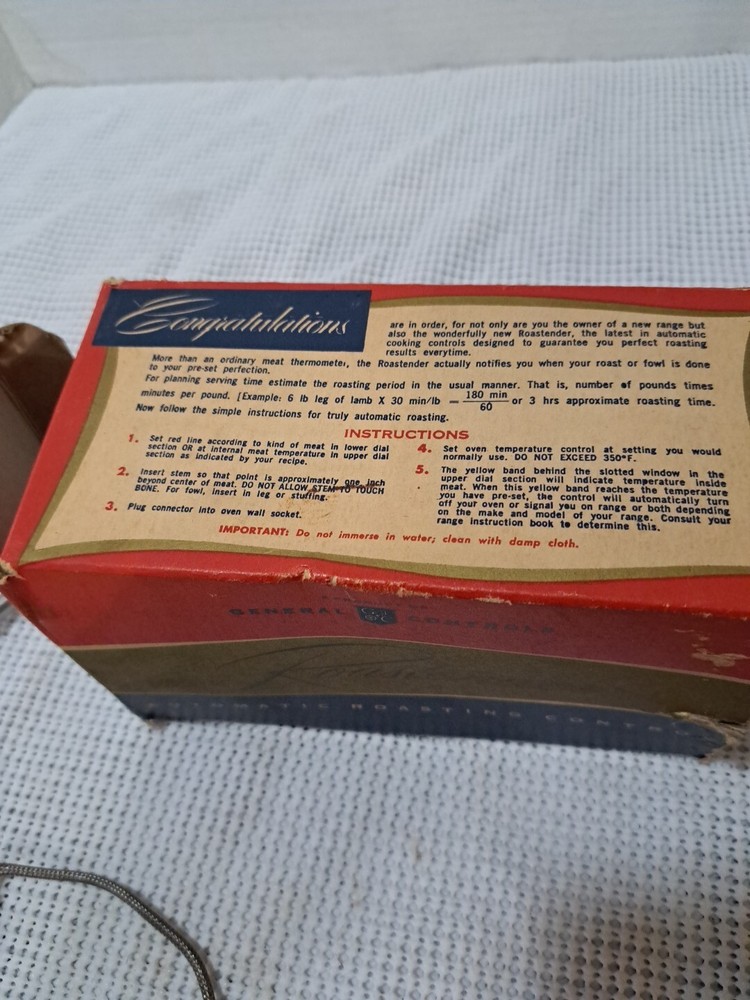 Congratulations
are in order, for not only are you the owner of a new range but
also the wonderfully new Roastender, the latest in automatic
cooking controls designed to guarantee you perfect roasting
results everytime.
More than an ordinary meat thermometer, the Roastender actually notifies you when your roast or fowl is done
to your pre-set perfection.
For planning serving time estimate the roasting period in the usual manner. That is, number of pounds times
minutes per pound. [Example: 6 lb leg of lamb X 30 min/lb = 180 min / 60 or 3 hrs approximate roasting time.
Now follow the simple instructions for truly automatic roasting.
INSTRUCTIONS
1. Set red line according to kind of meat in lower dial
section OR at internal meat temperature in upper dial
section as indicated by your recipe.
2. Insert stem so that point is approximately one inch
beyond center of meat. DO NOT ALLOW STEM TO TOUCH
BONE. For fowl, insert in leg or stuffing.
3. Plug connector into oven wall socket.
4. Set oven temperature control at setting you would
normally use. DO NOT EXCEED 350°F.
5. The yellow band behind the slotted window in the
upper dial section will indicate temperature inside
meat. When this yellow band reaches the temperature
you have pre-set, the control will automatically turn
off your oven or signal you on range or both depending
on the make and model of your range. Consult your
range instruction book to determine this.
IMPORTANT: Do not immerse in water; clean with damp cloth.
GENERAL CONTROLS
ROASTING